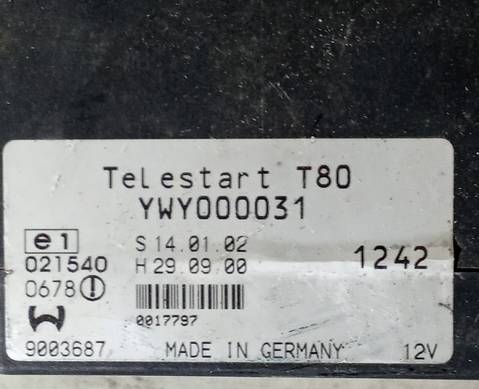 Telestart T80
YWY000031
e1 S 14.01.02
021540 H 29.09.00 1242
0678
0017797
9003687 MADE IN GERMANY 12V